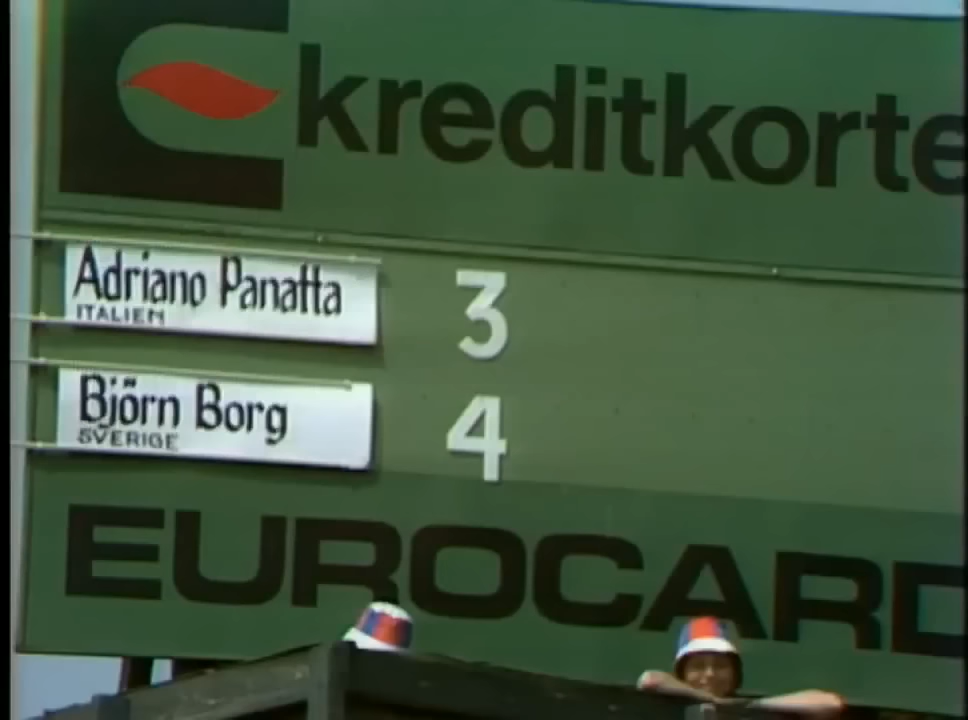 kreditkorte
Adriano Panatta 3
ITALIEN
Björn Borg 4
SVERIGE
EUROCARD